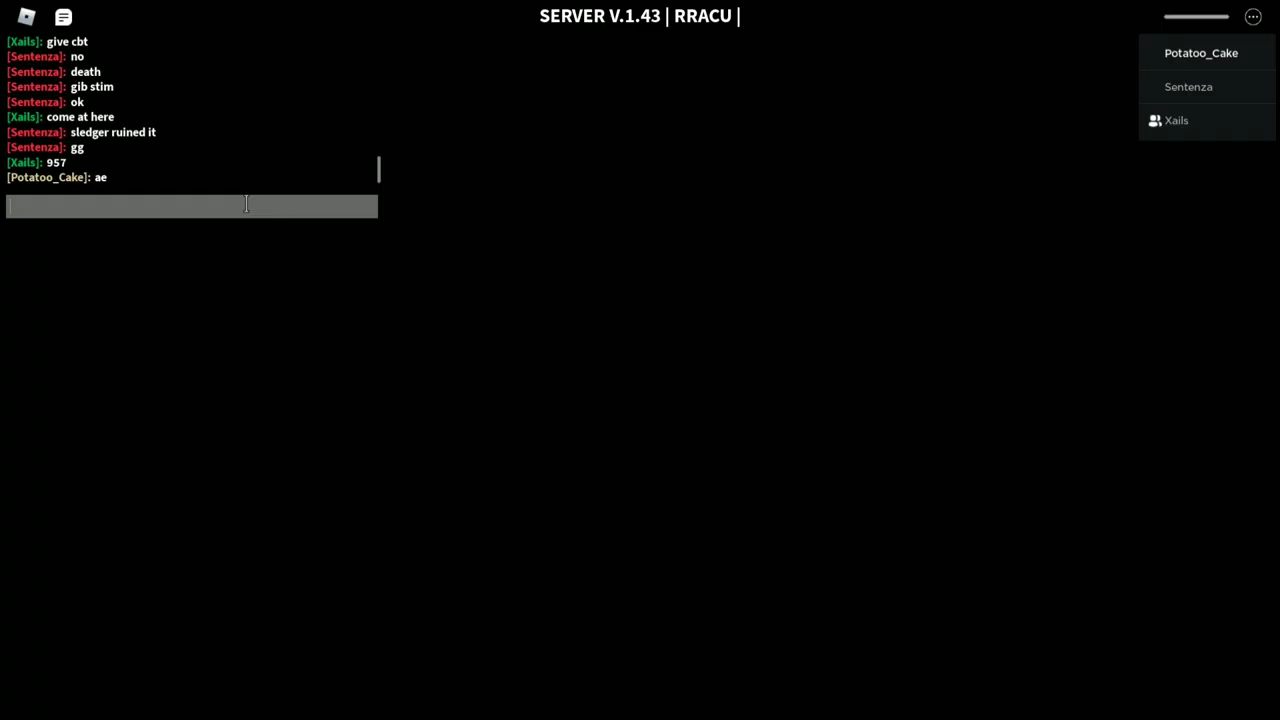 SERVER V.1.43 | RRACU |
[Xails]: give cbt
[Sentenza]: no
[Sentenza]: death
[Sentenza]: gib stim
[Sentenza]: ok
[Xails]: come at here
[Sentenza]: sledger ruined it
[Sentenza]: gg
[Xails]: 957
[Potatoo_Cake]: ae
Potatoo_Cake
Sentenza
Xails